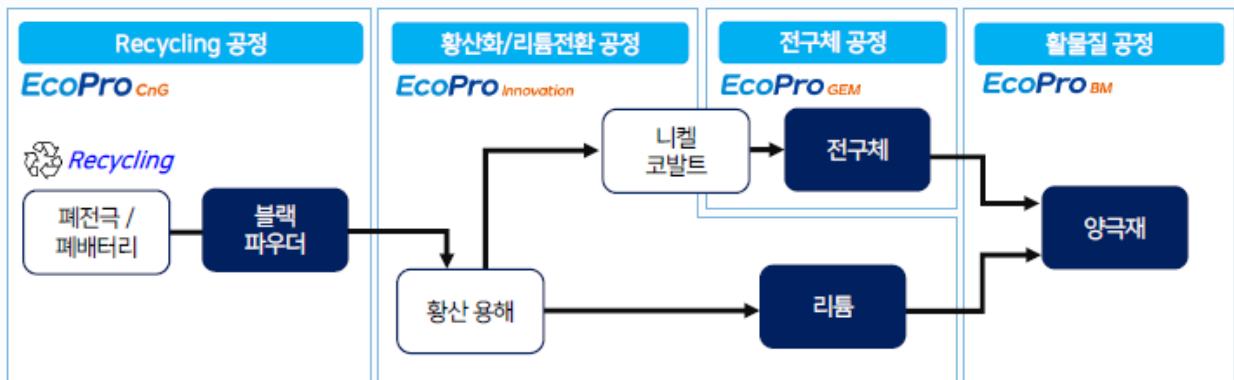 Recycling 공정
EcoPro CnG
Recycling
폐전극 /
폐배터리
블랙
파우더
황산화/리튬전환 공정
EcoPro Innovation
황산 용해
니켈
코발트
리튬
전구체 공정
EcoPro GEM
전구체
활물질 공정
EcoPro BM
양극재